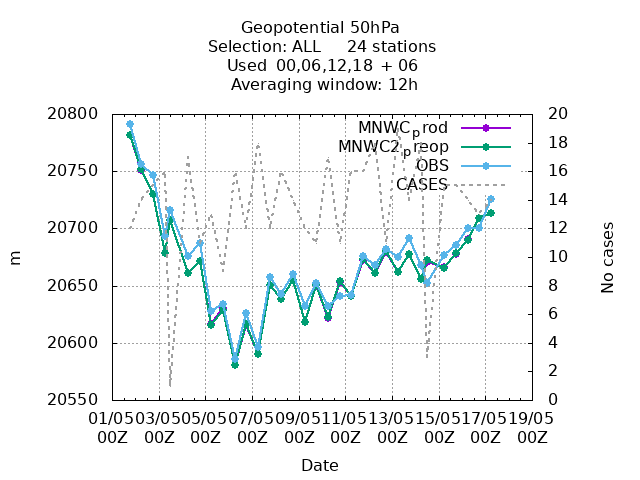 Geopotential 50hPa
Selection: ALL 24 stations
Used 00,06,12,18 + 06
Averaging window: 12h
20800 20
MNWCprod
18
MNWC2preop
20750 OBS 16
CASES
14
20700 12
m No cases
10
20650 8
6
20600 4
2
20550 0
01/05 03/05 05/05 07/05 09/05 11/05 13/05 15/05 17/05 19/05
00Z 00Z 00Z 00Z 00Z 00Z 00Z 00Z 00Z 00Z
Date